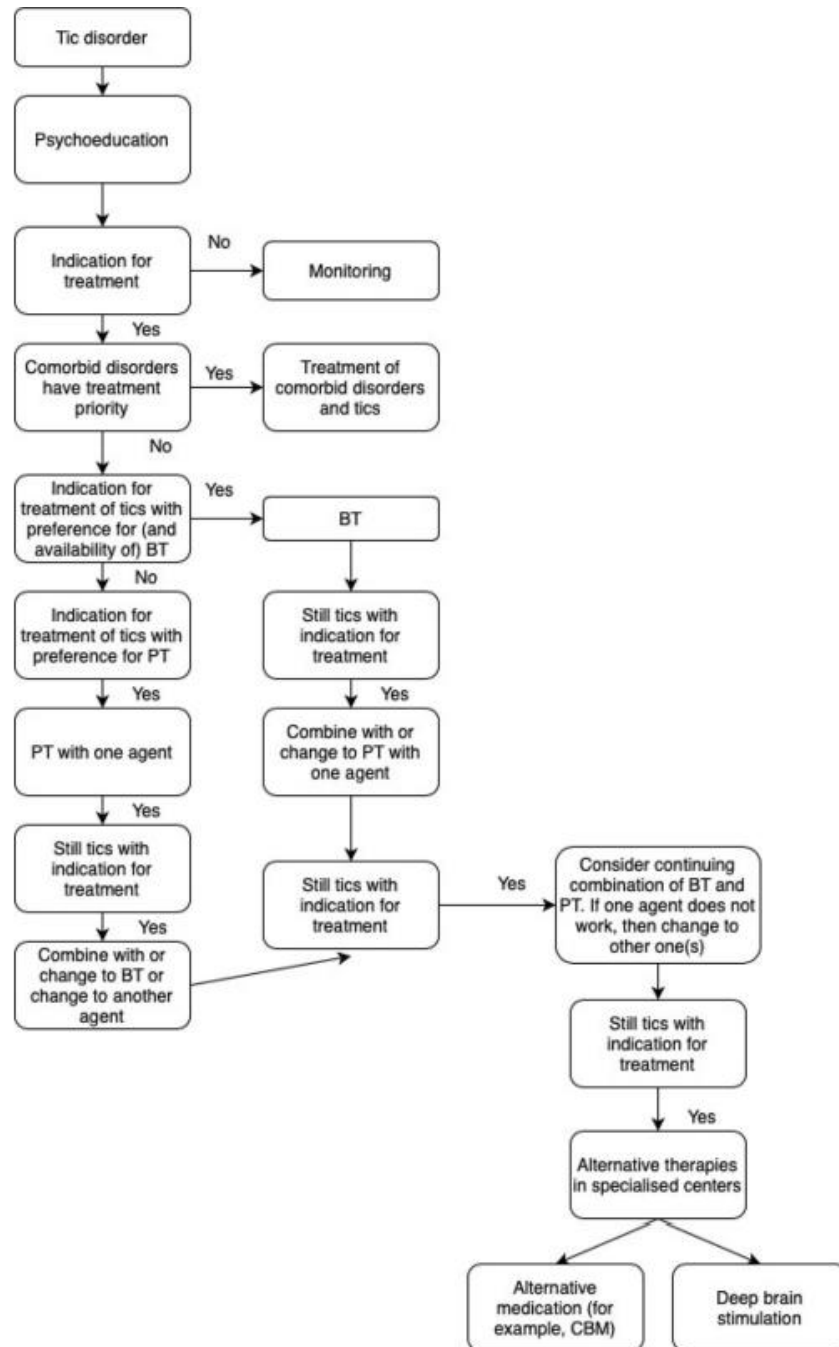 Tic disorder
Psychoeducation
Indication for
treatment
No
Monitoring
Yes
Comorbid disorders
have treatment
priority
Yes
Treatment of
comorbid disorders
and tics
No
Indication for
treatment of tics with
preference for (and
availability of) BT
Yes
BT
No
Indication for
treatment of tics with
preference for PT
Still tics with
indication for
treatment
Yes
Yes
PT with one agent
Combine with or
change to PT with
one agent
Yes
Still tics with
indication for
treatment
Still tics with
indication for
treatment
Yes
Consider continuing
combination of BT and
PT. If one agent does not
work, then change to
other one(s)
Yes
Combine with or
change to BT or
change to another
agent
Still tics with
indication for
treatment
Yes
Alternative therapies
in specialised centers
Alternative
medication (for
example, CBM)
Deep brain
stimulation